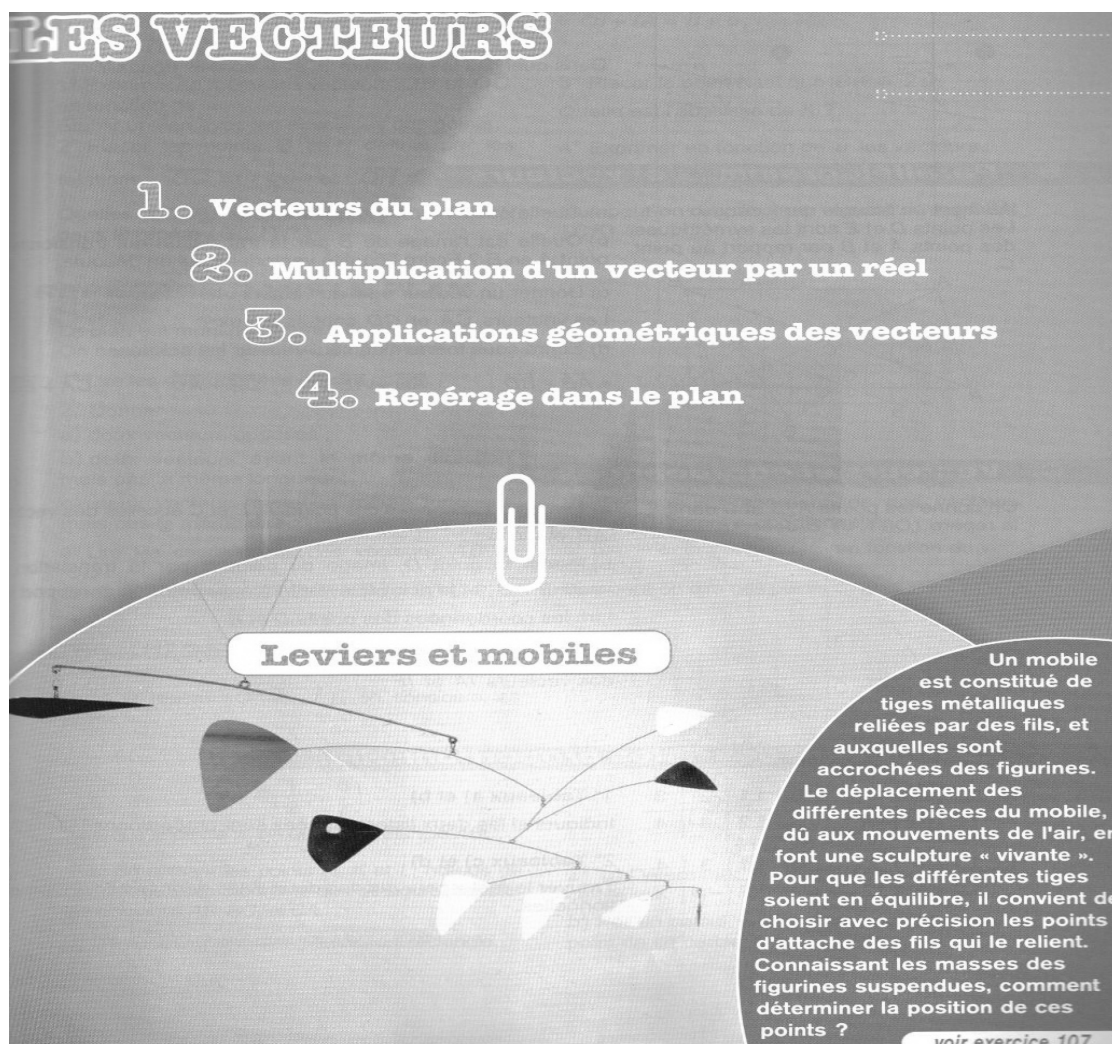 LES VECTEURS
1. Vecteurs du plan
2. Multiplication d'un vecteur par un réel
3. Applications géométriques des vecteurs
4. Repérage dans le plan
Leviers et mobiles
Un mobile
est constitué de
tiges métalliques
reliées par des fils, et
auxquelles sont
accrochées des figurines.
Le déplacement des
différentes pièces du mobile,
dû aux mouvements de l'air, en
font une sculpture « vivante ».
Pour que les différentes tiges
soient en équilibre, il convient de
choisir avec précision les points
d'attache des fils qui le relient.
Connaissant les masses des
figurines suspendues, comment
déterminer la position de ces
points ?
voir exercice 107